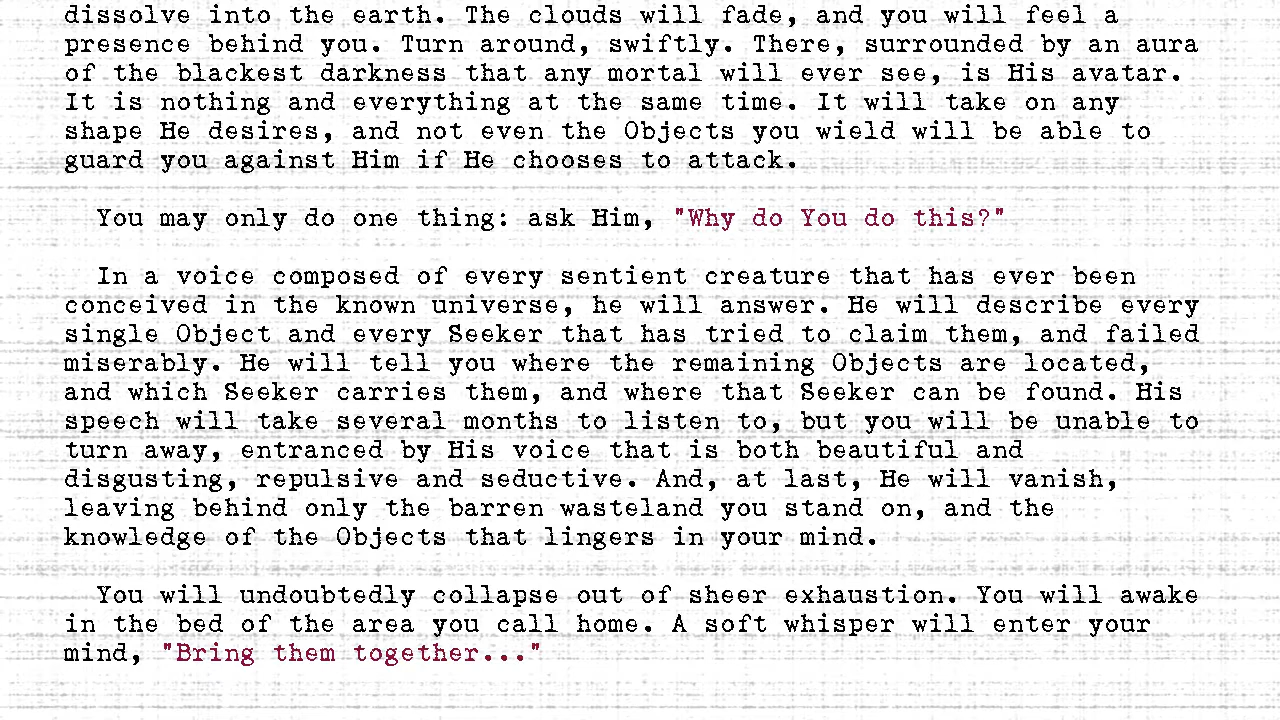 dissolve into the earth. The clouds will fade, and you will feel a
presence behind you. Turn around, swiftly. There, surrounded by an aura
of the blackest darkness that any mortal will ever see, is His avatar.
It is nothing and everything at the same time. It will take on any
shape He desires, and not even the Objects you wield will be able to
guard you against Him if He chooses to attack.
You may only do one thing: ask Him, "Why do You do this?"
In a voice composed of every sentient creature that has ever been
conceived in the known universe, he will answer. He will describe every
single Object and every Seeker that has tried to claim them, and failed
miserably. He will tell you where the remaining Objects are located,
and which Seeker carries them, and where that Seeker can be found. His
speech will take several months to listen to, but you will be unable to
turn away, entranced by His voice that is both beautiful and
disgusting, repulsive and seductive. And, at last, He will vanish,
leaving behind only the barren wasteland you stand on, and the
knowledge of the Objects that lingers in your mind.
You will undoubtedly collapse out of sheer exhaustion. You will awake
in the bed of the area you call home. A soft whisper will enter your
mind, "Bring them together..."